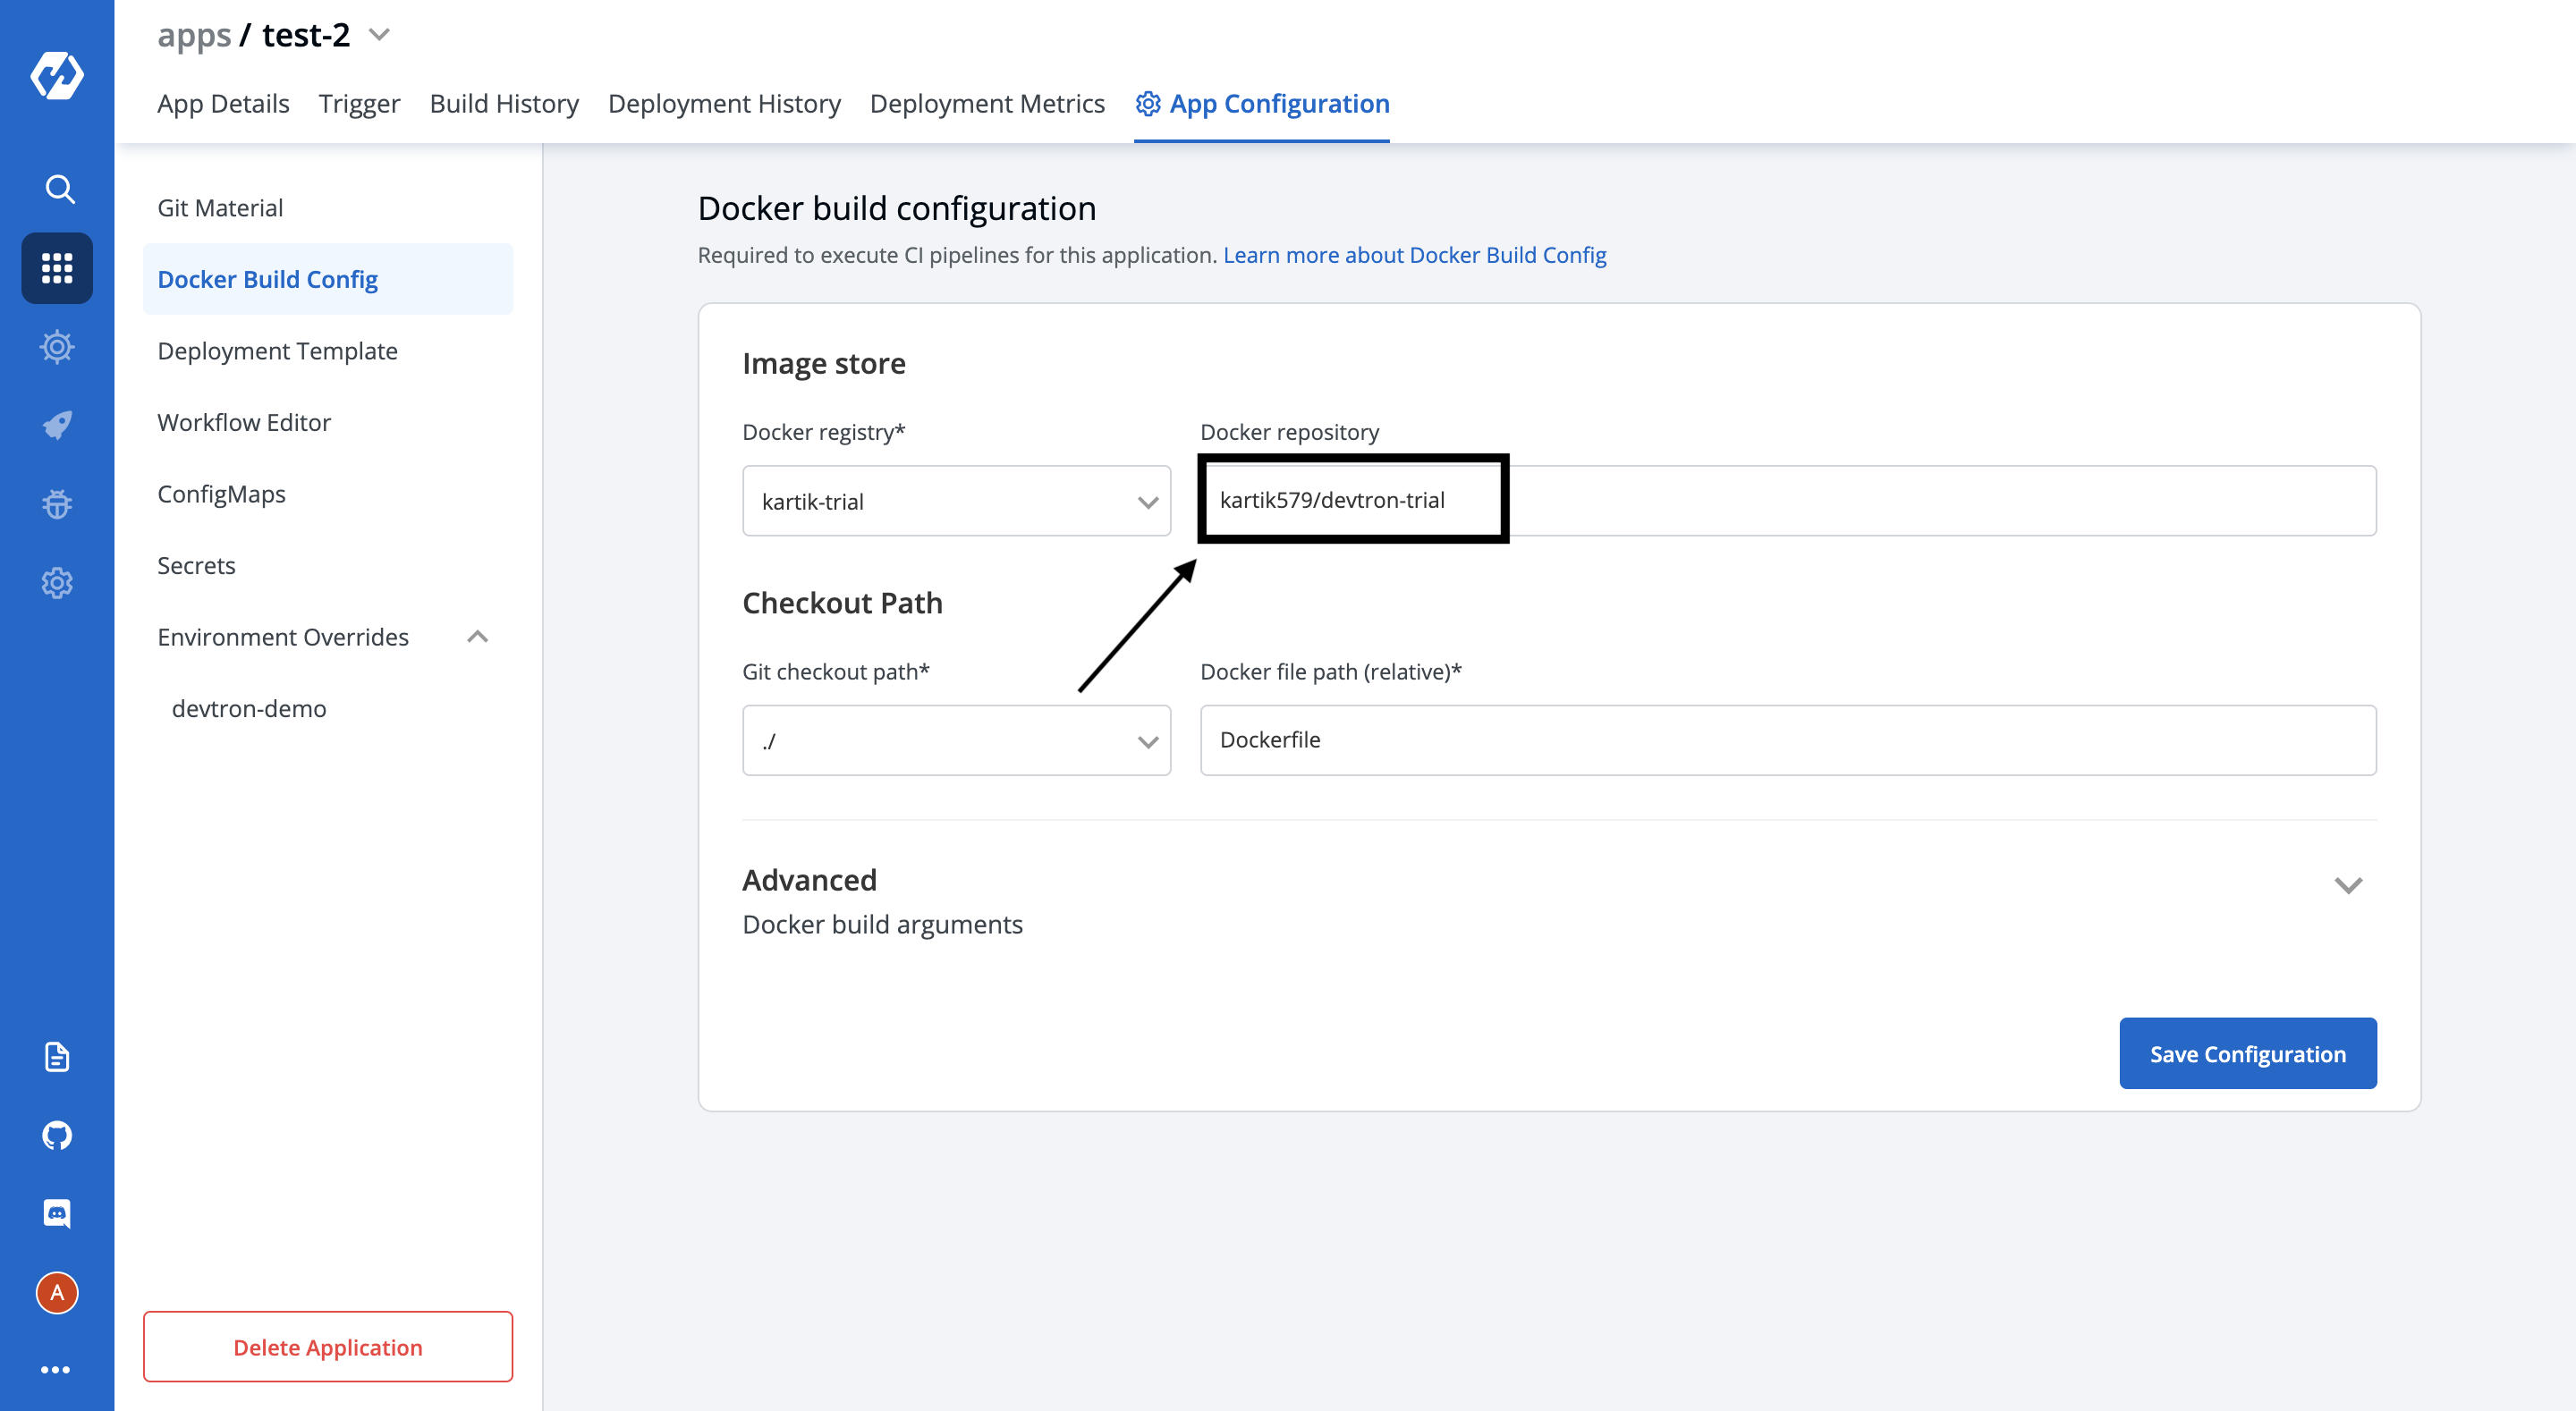 apps / test-2
App Details Trigger Build History Deployment History Deployment Metrics App Configuration
Git Material
Docker Build Config
Deployment Template
Workflow Editor
ConfigMaps
Secrets
Environment Overrides
devtron-demo
Delete Application
A
Docker build configuration
Required to execute CI pipelines for this application. Learn more about Docker Build Config
Image store
Docker registry* Docker repository
kartik-trial kartik579/devtron-trial
Checkout Path
Git checkout path* Docker file path (relative)*
./ Dockerfile
Advanced
Docker build arguments
Save Configuration